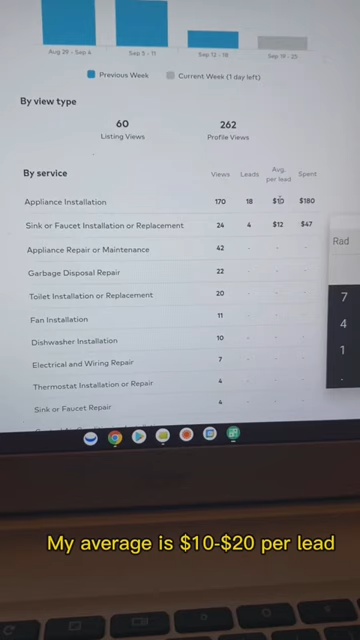 Aug 29 - Sep 4 Sep 5 - 11 Sep 12 - 18 Sep 19 - 25
Previous Week Current Week (1 day left)
By view type
60 262
Listing Views Profile Views
By service Views Leads Avg. per lead Spent
Appliance Installation 170 18 $10 $180
Sink or Faucet Installation or Replacement 24 4 $12 $47
Appliance Repair or Maintenance 42 - - -
Garbage Disposal Repair 22 - - -
Toilet Installation or Replacement 20 - - -
Fan Installation 11 - - -
Dishwasher Installation 10 - - -
Electrical and Wiring Repair 7 - - -
Thermostat Installation or Repair 4 - - -
Sink or Faucet Repair 4 - - -
Rad
7
4
1
.
My average is $10-$20 per lead